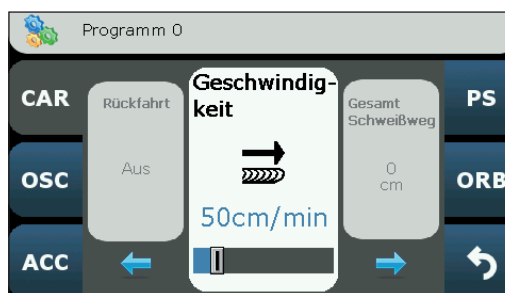 Programm 0
CAR
OSC
ACC
Rückfahrt
Aus
Geschwindig-
keit
50cm/min
Gesamt
Schweißweg
0
cm
PS
ORB